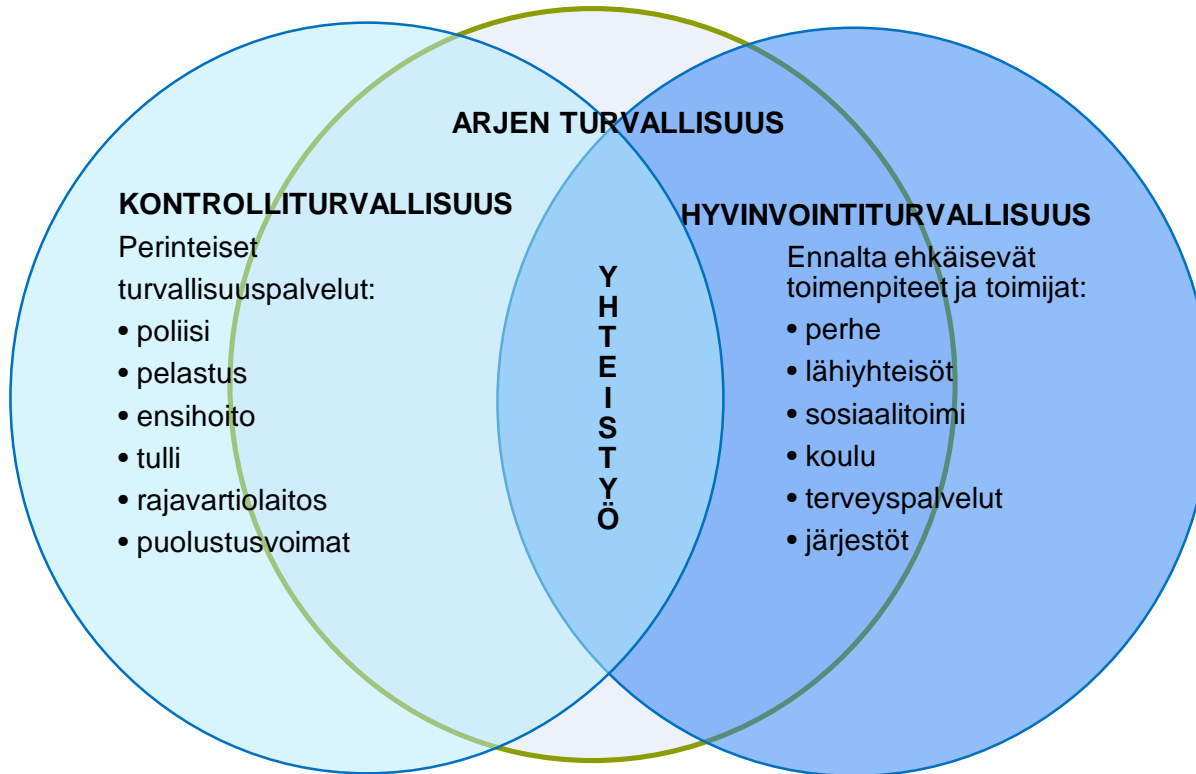 ARJEN TURVALLISUUS
KONTROLLITURVALLISUUS
Perinteiset
turvallisuuspalvelut:
• poliisi
• pelastus
• ensihoito
• tulli
• rajavartiolaitos
• puolustusvoimat
Y
H
T
E
I
S
T
Y
Ö
HYVINVOINTITURVALLISUUS
Ennalta ehkäisevät
toimenpiteet ja toimijat:
• perhe
• lähiyhteisöt
• sosiaalitoimi
• koulu
• terveyspalvelut
• järjestöt